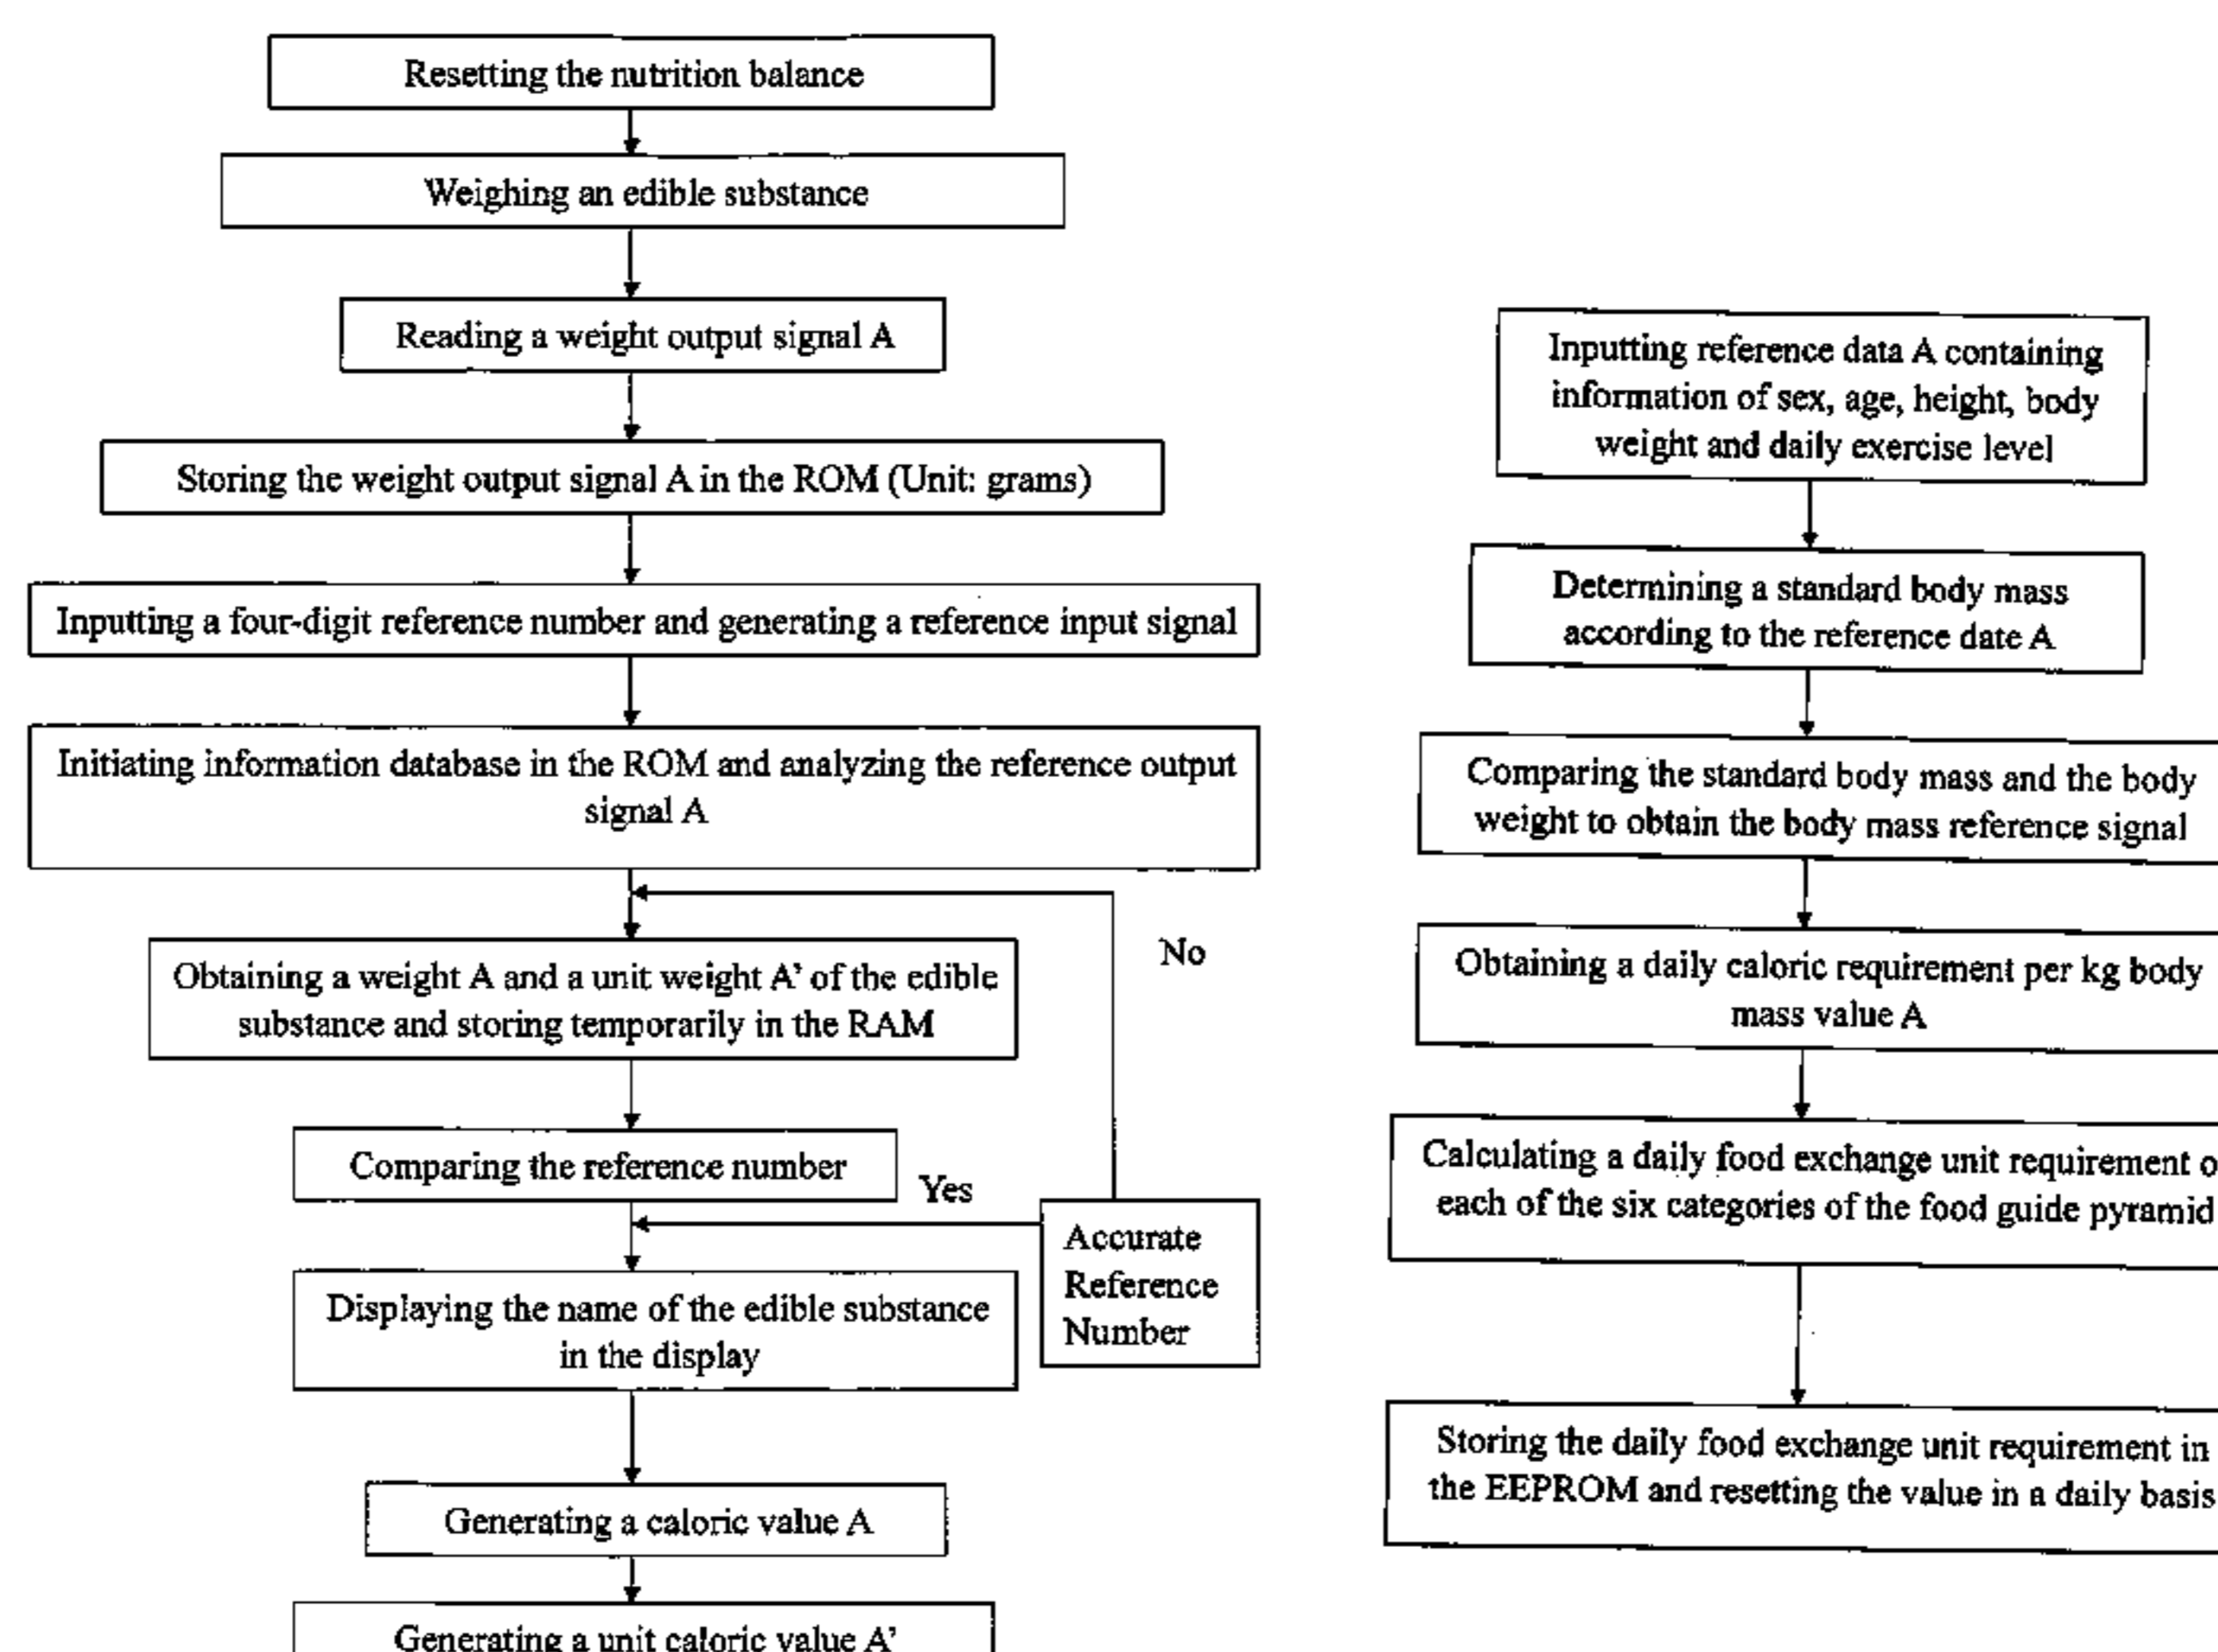 Resetting the nutrition balance
Weighing an edible substance
Reading a weight output signal A
Storing the weight output signal A in the ROM (Unit: grams)
Inputting a four-digit reference number and generating a reference input signal
Initiating information database in the ROM and analyzing the reference output
signal A
No
Obtaining a weight A and a unit weight A' of the edible
substance and storing temporarily in the RAM
Comparing the reference number
Yes
Accurate
Reference
Number
Displaying the name of the edible substance
in the display
Generating a caloric value A
Generating a unit caloric value A'
Inputting reference data A containing
information of sex, age, height, body
weight and daily exercise level
Determining a standard body mass
according to the reference date A
Comparing the standard body mass and the body
weight to obtain the body mass reference signal
Obtaining a daily caloric requirement per kg body
mass value A
Calculating a daily food exchange unit requirement
each of the six categories of the food guide pyramid
Storing the daily food exchange unit requirement in
the EEPROM and resetting the value in a daily basis